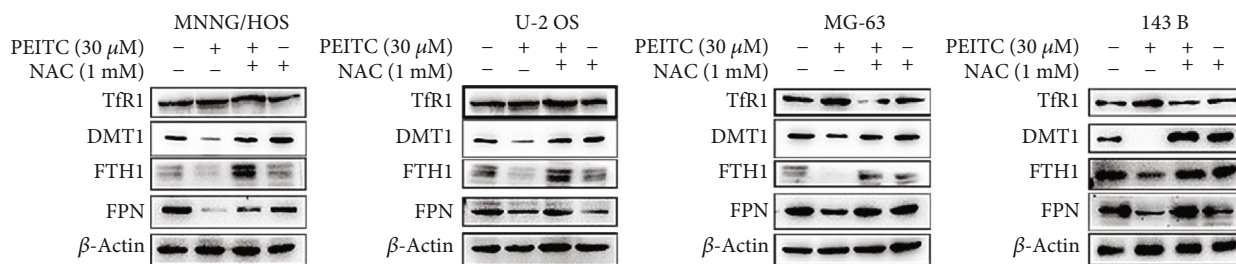 MNNG/HOS
PEITC (30 μM) – + + –
NAC (1 mM) – – + +
TfR1
DMT1
FTH1
FPN
β-Actin
U-2 OS
PEITC (30 μM) – + + –
NAC (1 mM) – – + +
TfR1
DMT1
FTH1
FPN
β-Actin
MG-63
PEITC (30 μM) – + + –
NAC (1 mM) – – + +
TfR1
DMT1
FTH1
FPN
β-Actin
143 B
PEITC (30 μM) – + + –
NAC (1 mM) – – + +
TfR1
DMT1
FTH1
FPN
β-Actin